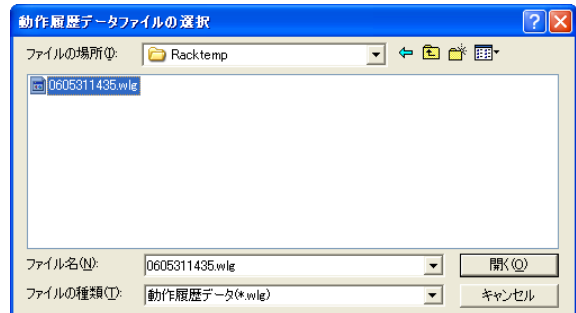 動作履歴データファイルの選択
ファイルの場所(I): Racktemp
0605311435.wlg
ファイル名(N): 0605311435.wlg 開く(O)
ファイルの種類(T): 動作履歴データ(*.wlg) キャンセル